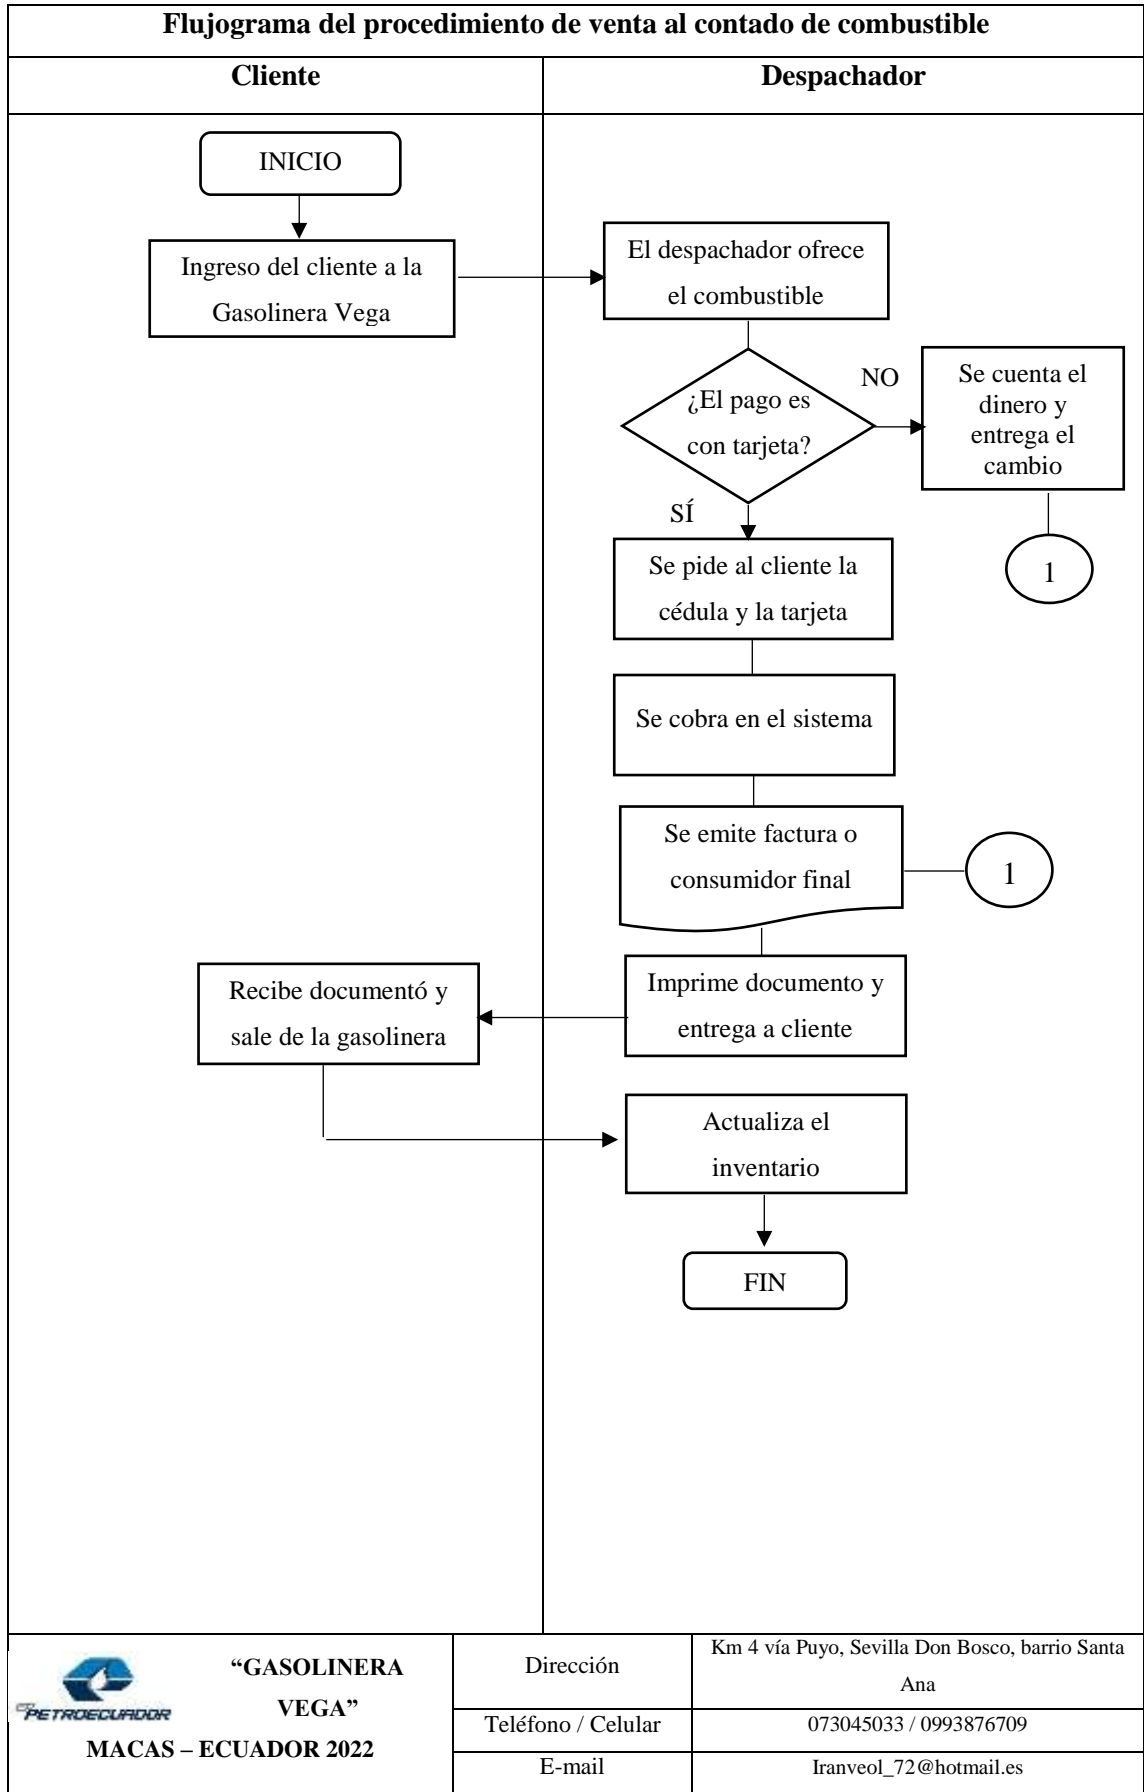 Flujograma del procedimiento de venta al contado de combustible
Cliente
Despachador
INICIO
Ingreso del cliente a la
Gasolinera Vega
El despachador ofrece
el combustible
¿El pago es
con tarjeta?
NO
Se cuenta el
dinero y
entrega el
cambio
1
SÍ
Se pide al cliente la
cédula y la tarjeta
Se cobra en el sistema
Se emite factura o
consumidor final
1
Imprime documento y
entrega a cliente
Recibe documentó y
sale de la gasolinera
Actualiza el
inventario
FIN
PETROECUADOR
“GASOLINERA
VEGA”
MACAS – ECUADOR 2022
Dirección
Km 4 vía Puyo, Sevilla Don Bosco, barrio Santa
Ana
Teléfono / Celular
073045033 / 0993876709
E-mail
Iranveol_72@hotmail.es